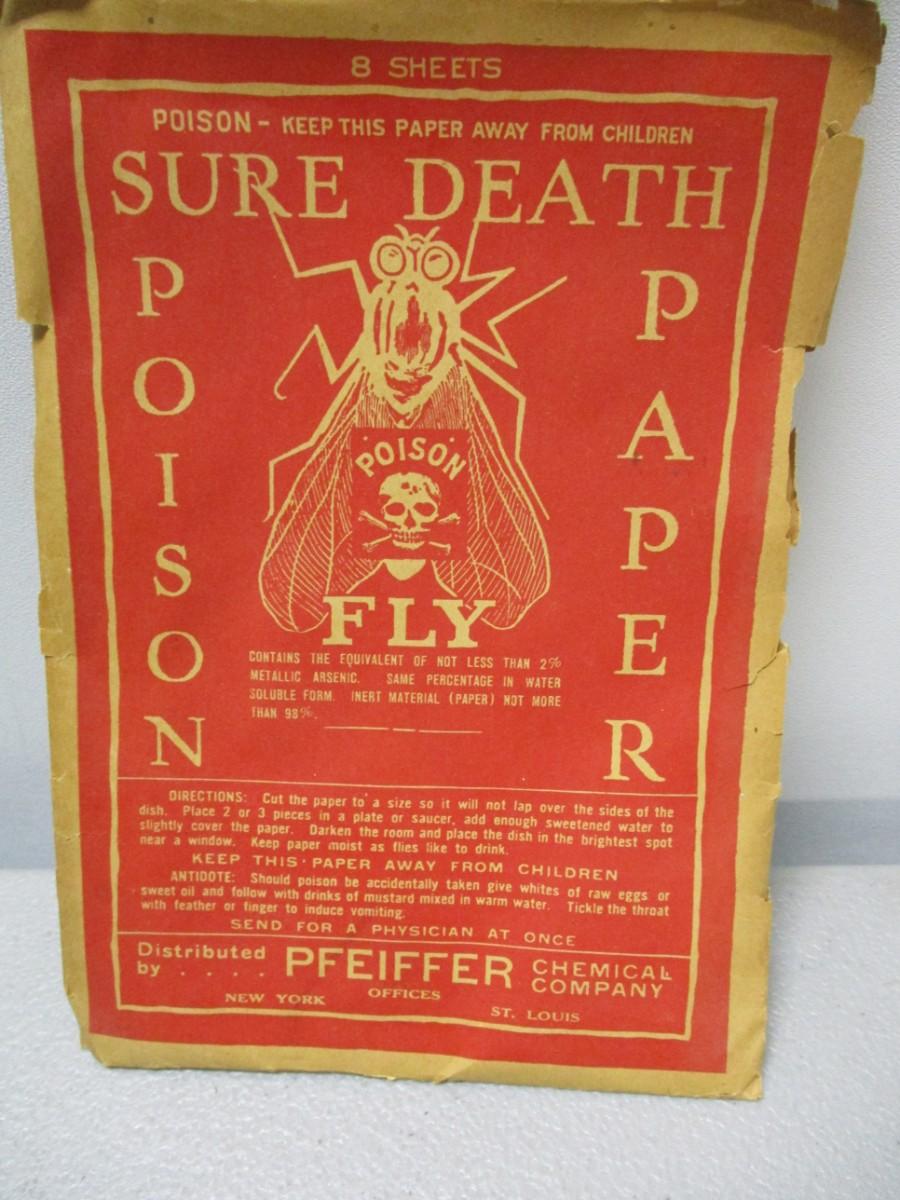 8 SHEETS
POISON - KEEP THIS PAPER AWAY FROM CHILDREN
SURE DEATH
POISON
PAPER
POISON
FLY
CONTAINS THE EQUIVALENT OF NOT LESS THAN 2%
METALLIC ARSENIC. SAME PERCENTAGE IN WATER
SOLUBLE FORM. INERT MATERIAL (PAPER) NOT MORE
THAN 98%.
DIRECTIONS: Cut the paper to a size so it will not lap over the sides of the
dish. Place 2 or 3 pieces in a plate or saucer, add enough sweetened water to
slightly cover the paper. Darken the room and place the dish in the brightest spot
near a window. Keep paper moist as flies like to drink.
KEEP THIS PAPER AWAY FROM CHILDREN
ANTIDOTE: Should poison be accidentally taken give whites of raw eggs or
sweet oil and follow with drinks of mustard mixed in warm water. Tickle the throat
with feather or finger to induce vomiting.
SEND FOR A PHYSICIAN AT ONCE
Distributed
by . . . . PFEIFFER CHEMICAL
COMPANY
NEW YORK OFFICES ST. LOUIS